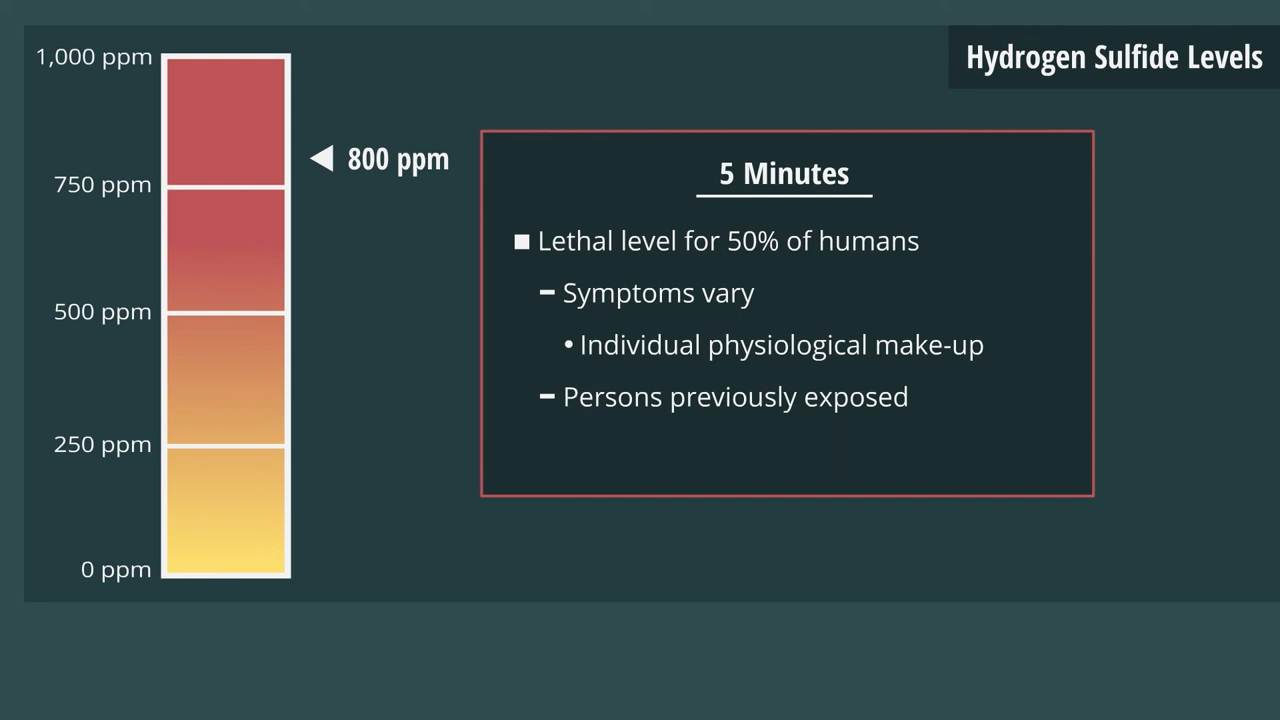 Hydrogen Sulfide Levels
1,000 ppm
750 ppm
500 ppm
250 ppm
0 ppm
800 ppm
5 Minutes
Lethal level for 50% of humans
Symptoms vary
Individual physiological make-up
Persons previously exposed